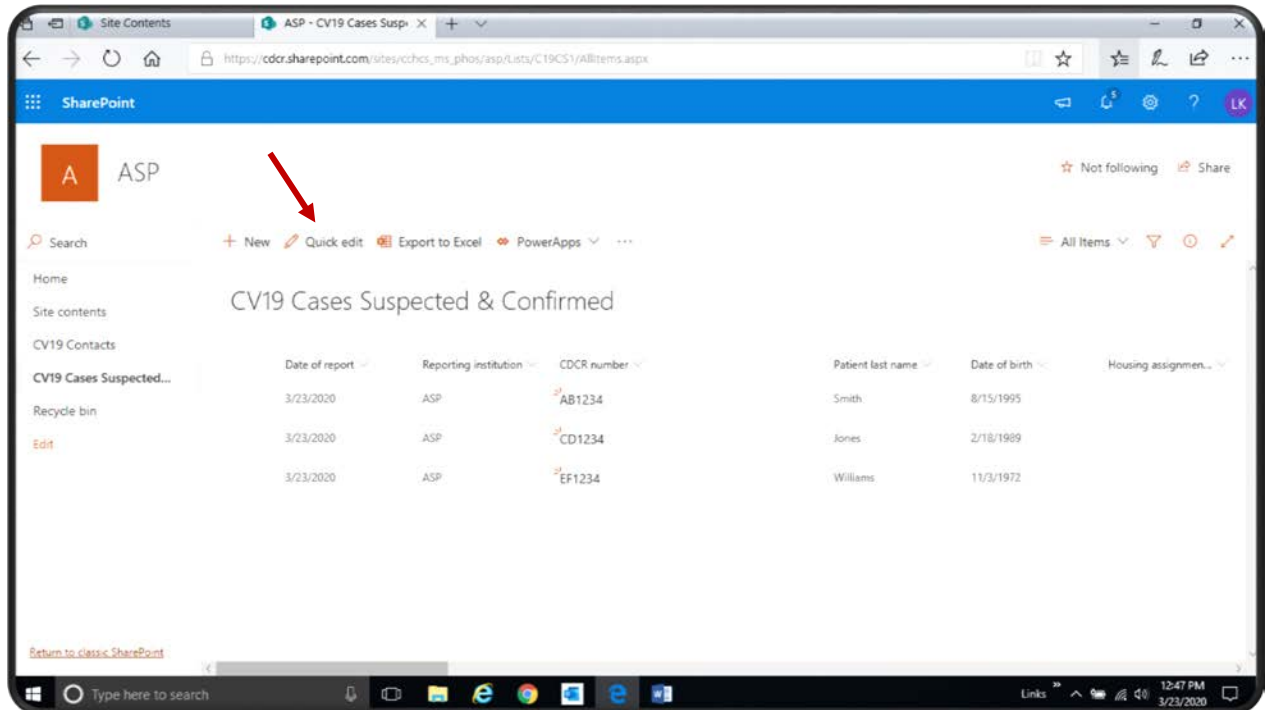 Site Contents
ASP - CV19 Cases Susp
https://cdcr.sharepoint.com/sites/cchcs_ms_phos/asp/Lists/C19CS1/AllItems.aspx
SharePoint
5
LK
A
ASP
Not following
Share
Search
+ New
Quick edit
Export to Excel
PowerApps
...
All Items
Home
Site contents
CV19 Contacts
CV19 Cases Suspected...
Recycle bin
Edit
CV19 Cases Suspected & Confirmed
Date of report Reporting institution CDCR number Patient last name Date of birth Housing assignmen...
3/23/2020 ASP AB1234 Smith 8/15/1995
3/23/2020 ASP CD1234 Jones 2/18/1989
3/23/2020 ASP EF1234 Williams 11/3/1972
Return to classic SharePoint
Type here to search
Links
12:47 PM
3/23/2020